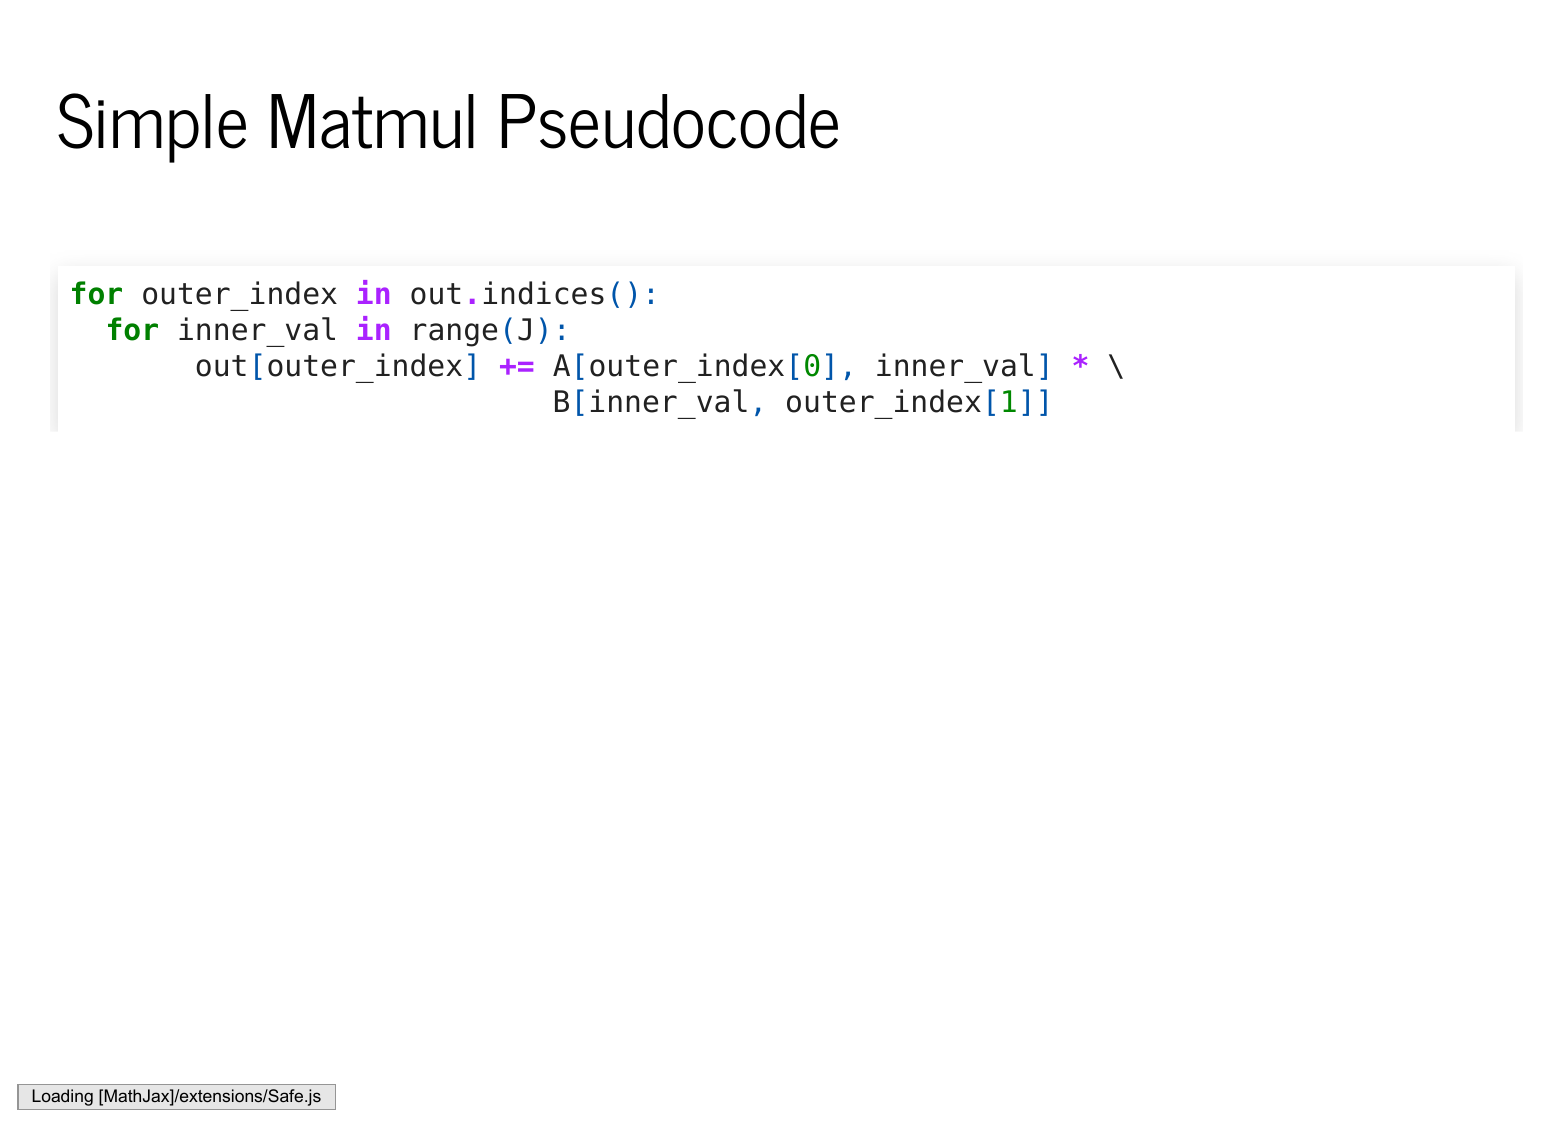 Simple Matmul Pseudocode
for outer_index in out.indices():
  for inner_val in range(J):
       out[outer_index] += A[outer_index[0], inner_val] * \
                           B[inner_val, outer_index[1]]
Loading [MathJax]/extensions/Safe.js